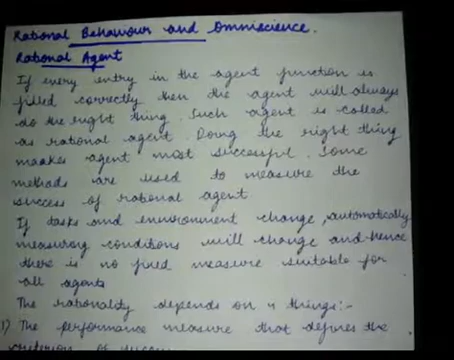 Rational Behaviour and Omniscience.
Rational Agent
If every entry in the agent function is
filled correctly then the agent will always
do the right thing. Such agent is called
as rational agent. Doing the right thing
maakes agent most successful. Some
methods are used to measure the
success of rational agent.
If tasks and environment change, automatically
measuring conditions will change and hence
there is no fixed measure suitable for
all agents
The rationality depends on 4 things:-
1) The performance measure that defines the
criterion of success